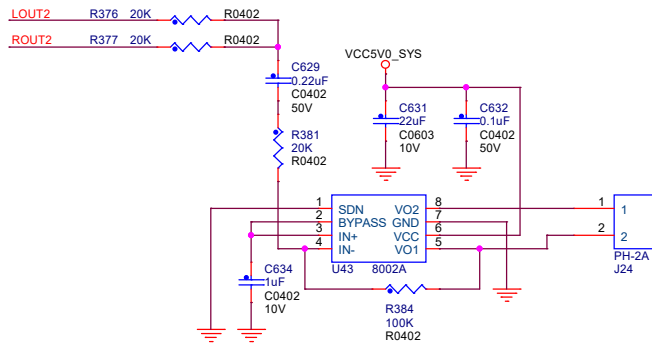 LOUT2 R376 20K R0402
ROUT2 R377 20K R0402
C629
0.22uF
C0402
50V
VCC5V0_SYS
C631
22uF
C0603
10V
C632
0.1uF
C0402
50V
R381
20K
R0402
1 SDN VO2 8
2 BYPASS GND 7
3 IN+ VCC 6
4 IN- VO1 5
U43 8002A
1 1
2 2
PH-2A
J24
C634
1uF
C0402
10V
R384
100K
R0402